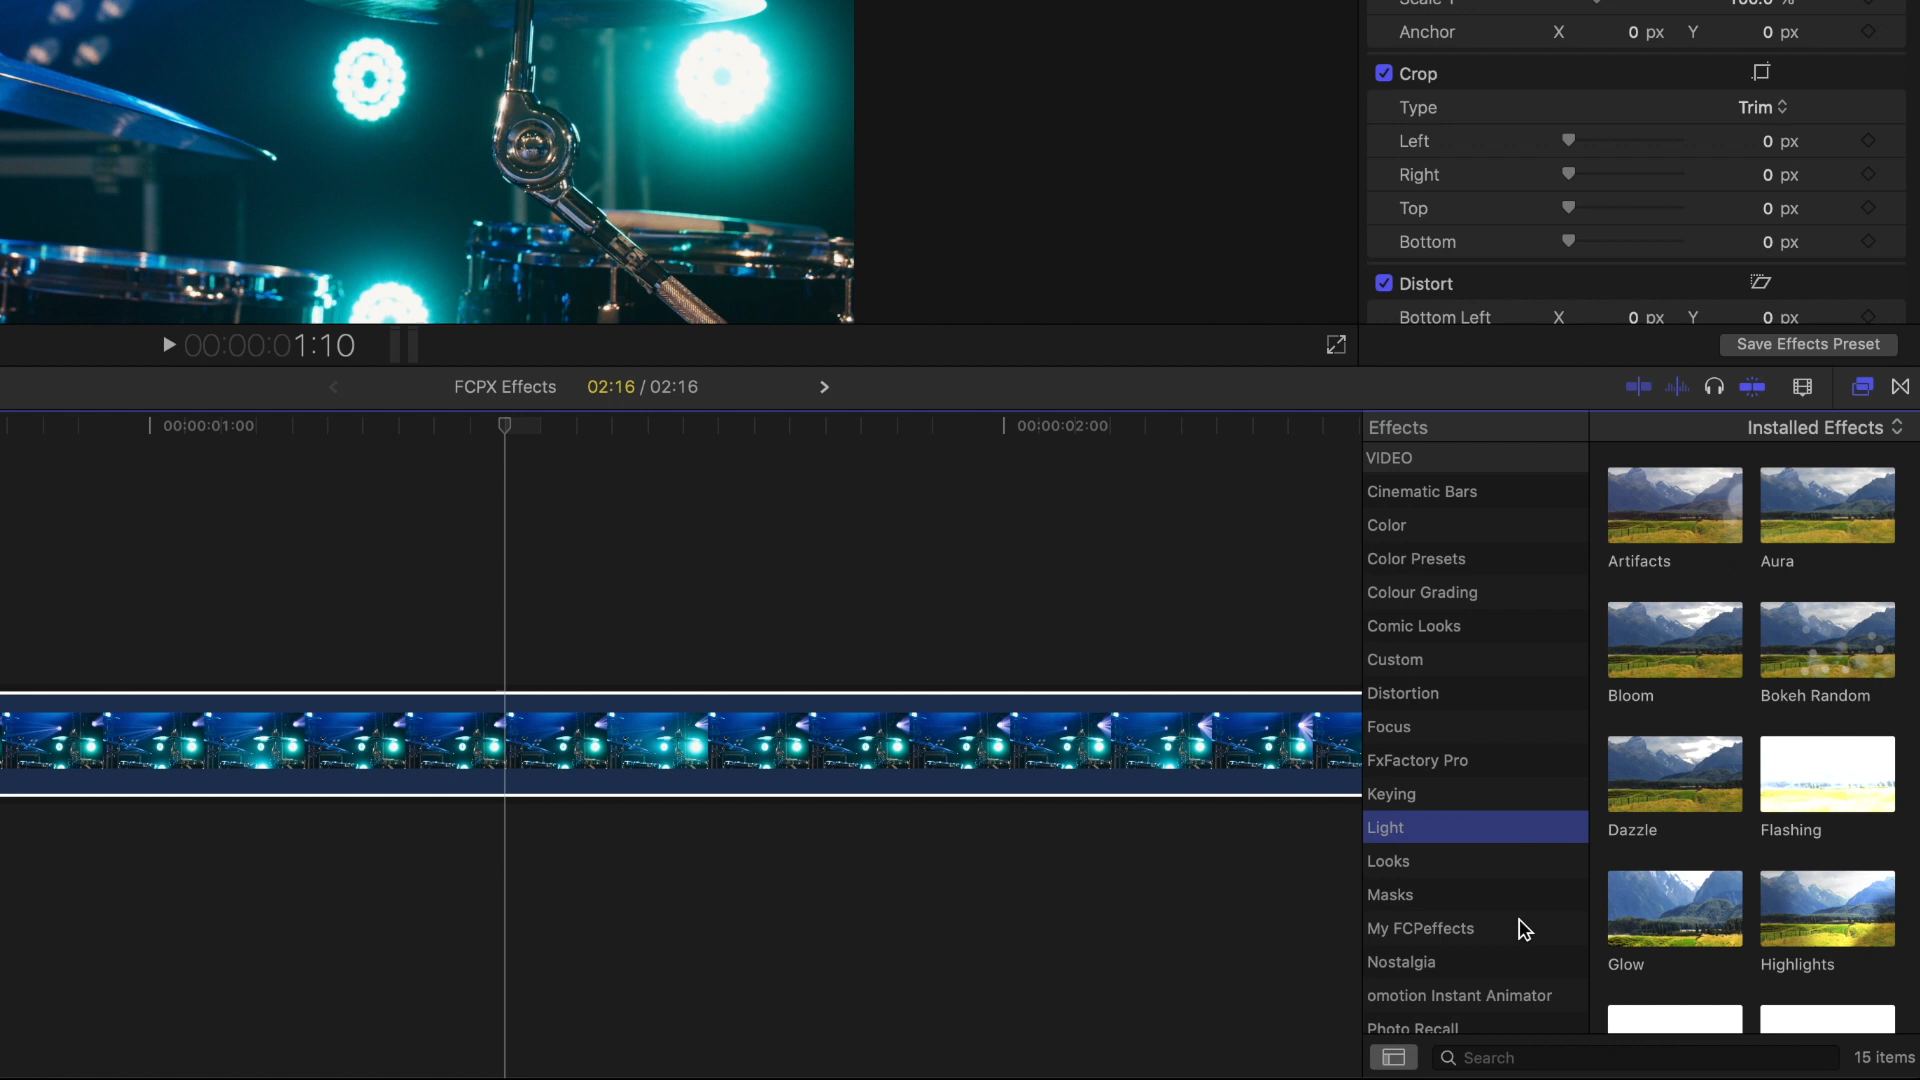 Scale Y 100.0 %
Anchor X 0 px Y 0 px
Crop
Type Trim
Left 0 px
Right 0 px
Top 0 px
Bottom 0 px
Distort
Bottom Left X 0 px Y 0 px
00:00:01:10
Save Effects Preset
FCPX Effects 02:16 / 02:16
00:00:01:00
00:00:02:00
Effects
Installed Effects
VIDEO
Cinematic Bars
Color
Color Presets
Colour Grading
Comic Looks
Custom
Distortion
Focus
FxFactory Pro
Keying
Light
Looks
Masks
My FCPeffects
Nostalgia
omotion Instant Animator
Photo Recall
Artifacts
Aura
Bloom
Bokeh Random
Dazzle
Flashing
Glow
Highlights
Search
15 items